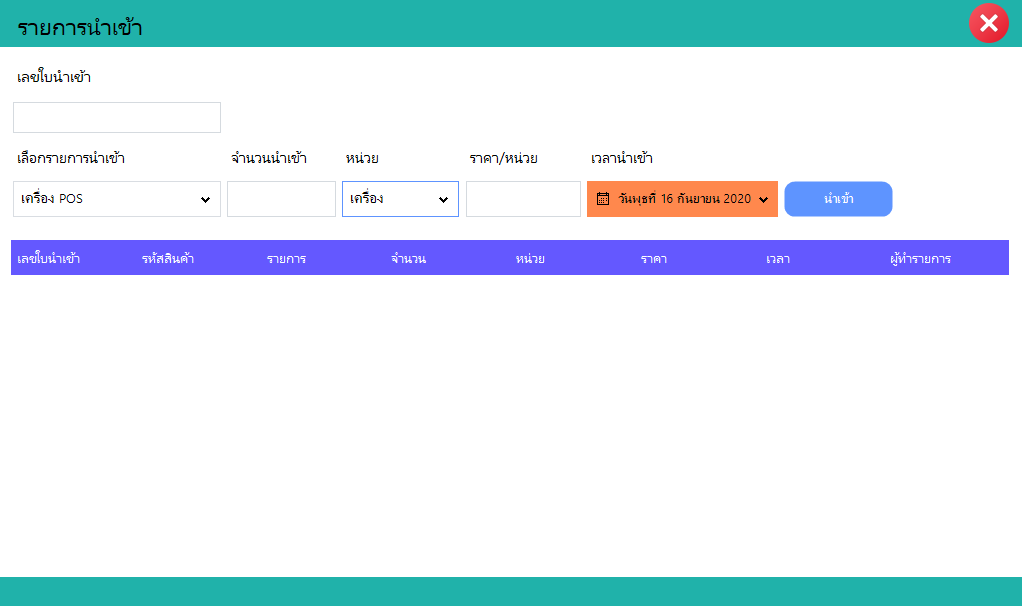 รายการนำเข้า
เลขใบนำเข้า
เลือกรายการนำเข้า จำนวนนำเข้า หน่วย ราคา/หน่วย เวลานำเข้า
เครื่อง POS เครื่อง วันพุธที่ 16 กันยายน 2020 นำเข้า
เลขใบนำเข้า รหัสสินค้า รายการ จำนวน หน่วย ราคา เวลา ผู้ทำรายการ